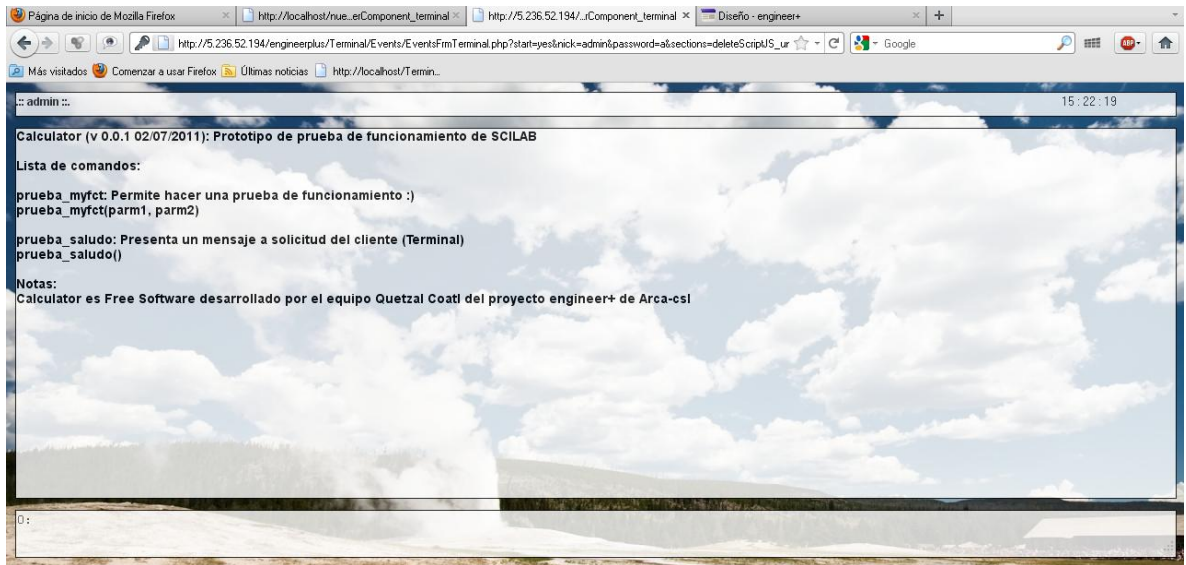 Página de inicio de Mozilla Firefox
http://localhost/nue...erComponent_terminal
http://5.236.52.194/...rComponent_terminal
Diseño - engineer+
http://5.236.52.194/engineerplus/Terminal/Events/EventsFrmTerminal.php?start=yes&nick=admin&password=a&sections=deleteScriptJS_ur
Google
ABP
Más visitados
Comenzar a usar Firefox
Últimas noticias
http://localhost/Termin...
.:: admin ::.
15:22:19
Calculator (v 0.0.1 02/07/2011): Prototipo de prueba de funcionamiento de SCILAB
Lista de comandos:
prueba_myfct: Permite hacer una prueba de funcionamiento :)
prueba_myfct(parm1, parm2)
prueba_saludo: Presenta un mensaje a solicitud del cliente (Terminal)
prueba_saludo()
Notas:
Calculator es Free Software desarrollado por el equipo Quetzal Coatl del proyecto engineer+ de Arca-csl
0: